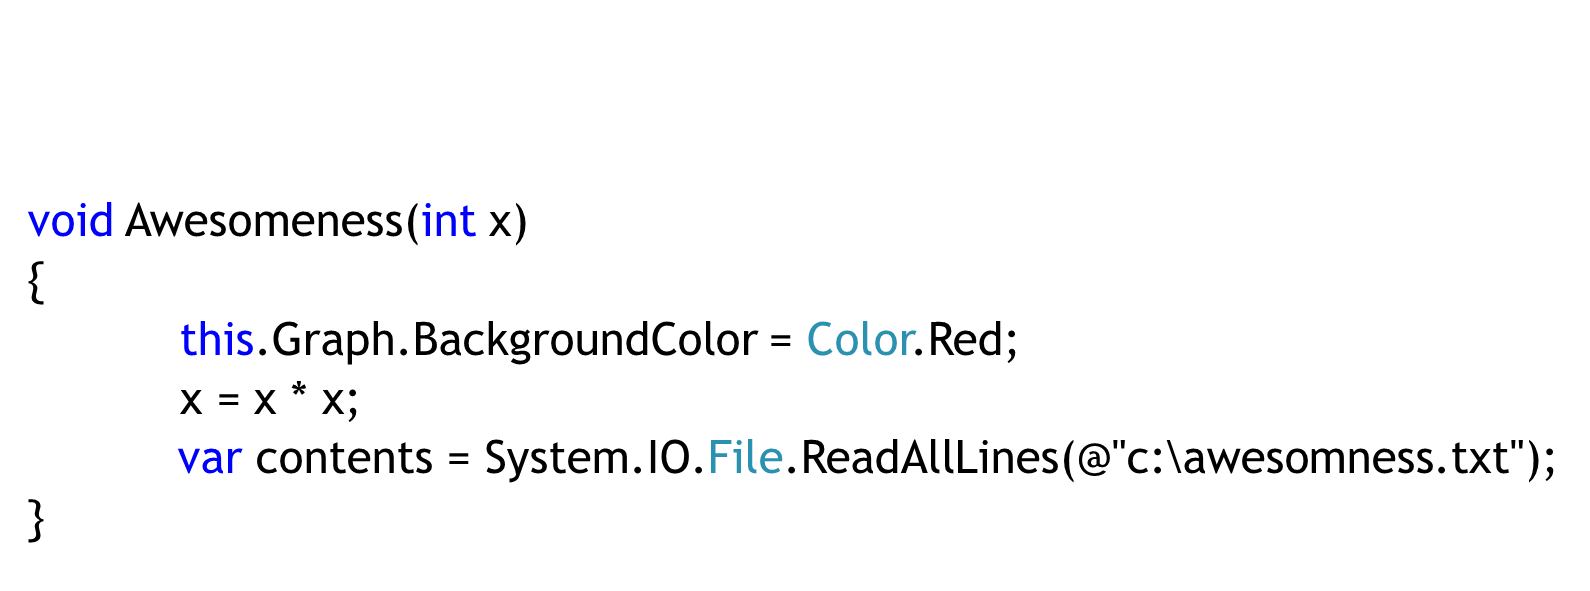 void Awesomeness(int x)
{
this.Graph.BackgroundColor = Color.Red;
x = x * x;
var contents = System.IO.File.ReadAllLines(@"c:\awesomness.txt");
}